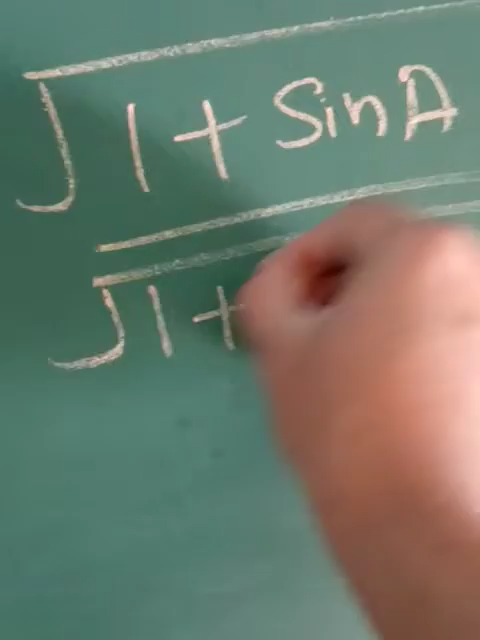 √1 + SinA
√1 +